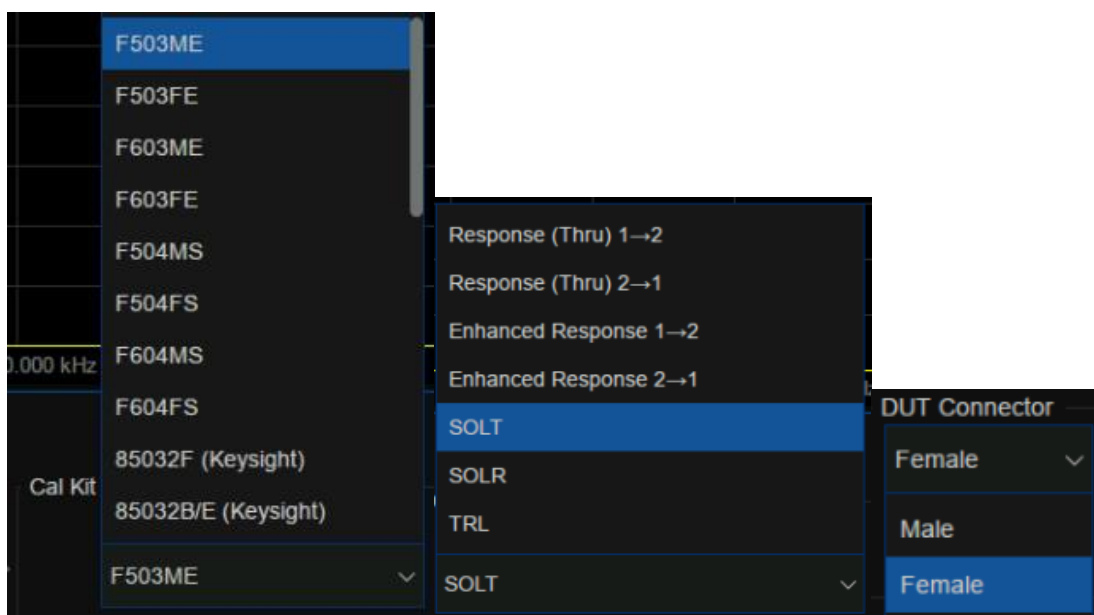 F503ME
F503FE
F603ME
F603FE
F504MS
F504FS
F604MS
F604FS
85032F (Keysight)
85032B/E (Keysight)
F503ME
.000 kHz
Cal Kit
Response (Thru) 1→2
Response (Thru) 2→1
Enhanced Response 1→2
Enhanced Response 2→1
SOLT
SOLR
TRL
SOLT
DUT Connector
Female
Male
Female